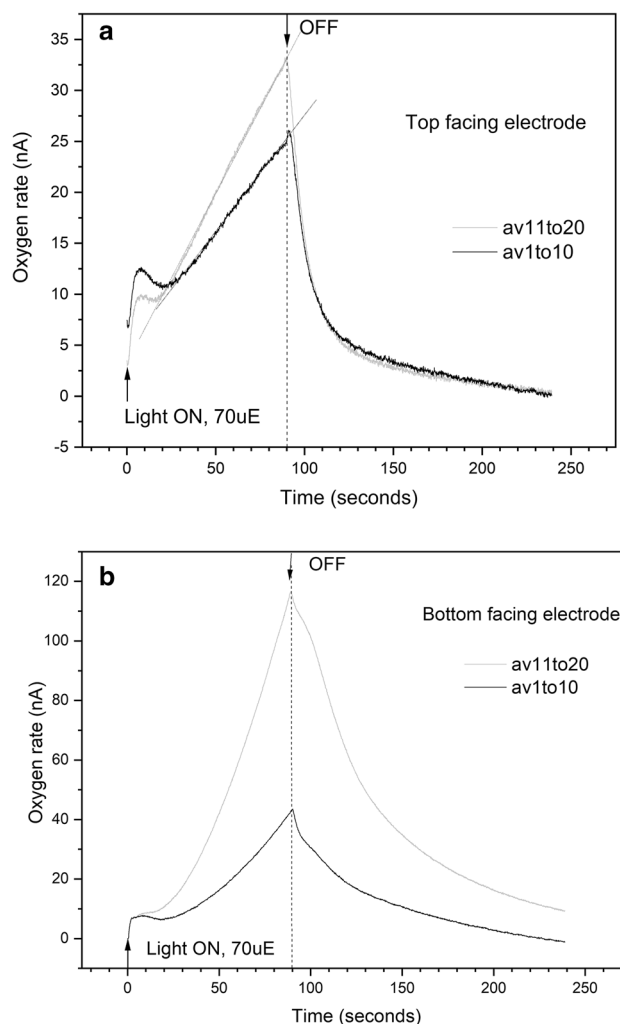 a
OFF
35
30
25
20
15
10
5
0
-5
Oxygen rate (nA)
Top facing electrode
av11to20
av1to10
Light ON, 70uE
0 50 100 150 200 250
Time (seconds)
b
OFF
120
100
80
60
40
20
0
Oxygen rate (nA)
Bottom facing electrode
av11to20
av1to10
Light ON, 70uE
0 50 100 150 200 250
Time (seconds)